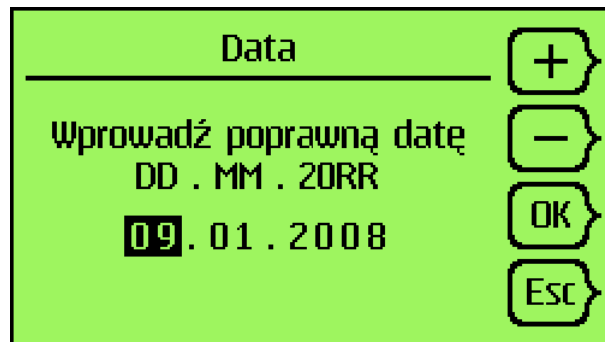 Data
+
Wprowadź poprawną datę
DD . MM . 20RR
–
09 . 01 . 2008
OK
Esc